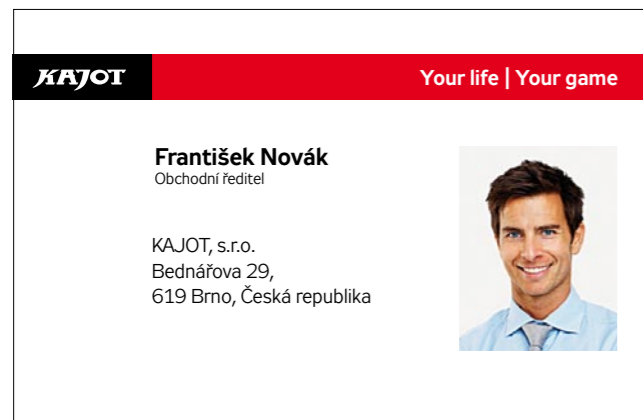 KAJOT
Your life | Your game
František Novák
Obchodní ředitel
KAJOT, s.r.o.
Bednářova 29,
619 Brno, Česká republika